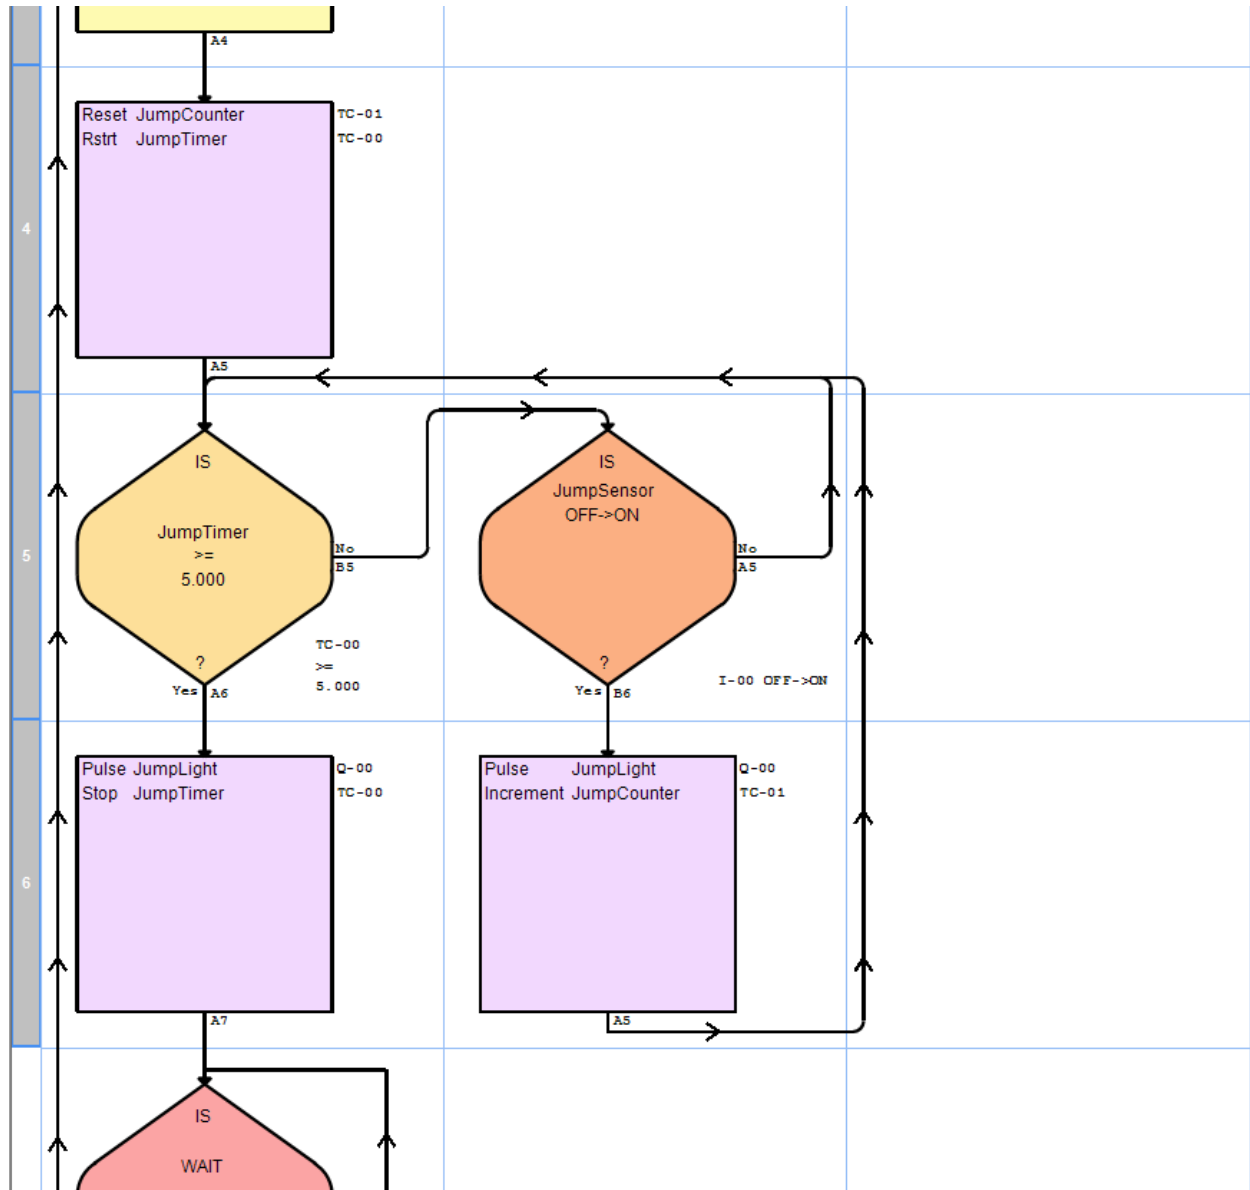 A4
Reset JumpCounter TC-01
Rstrt JumpTimer TC-00
4
A5
IS
JumpTimer
>=
5.000
?
No
B5
TC-00
>=
5.000
Yes A6
IS
JumpSensor
OFF->ON
?
No
A5
I-00 OFF->ON
Yes B6
5
Pulse JumpLight Q-00
Stop JumpTimer TC-00
A7
Pulse JumpLight Q-00
Increment JumpCounter TC-01
A5
6
IS
WAIT